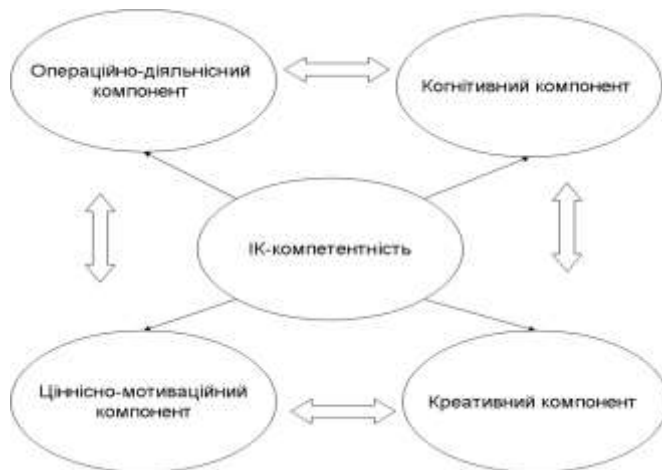 Операційно-діяльнісний
компонент
Когнітивний компонент
ІК-компетентність
Ціннісно-мотиваційний
компонент
Креативний компонент